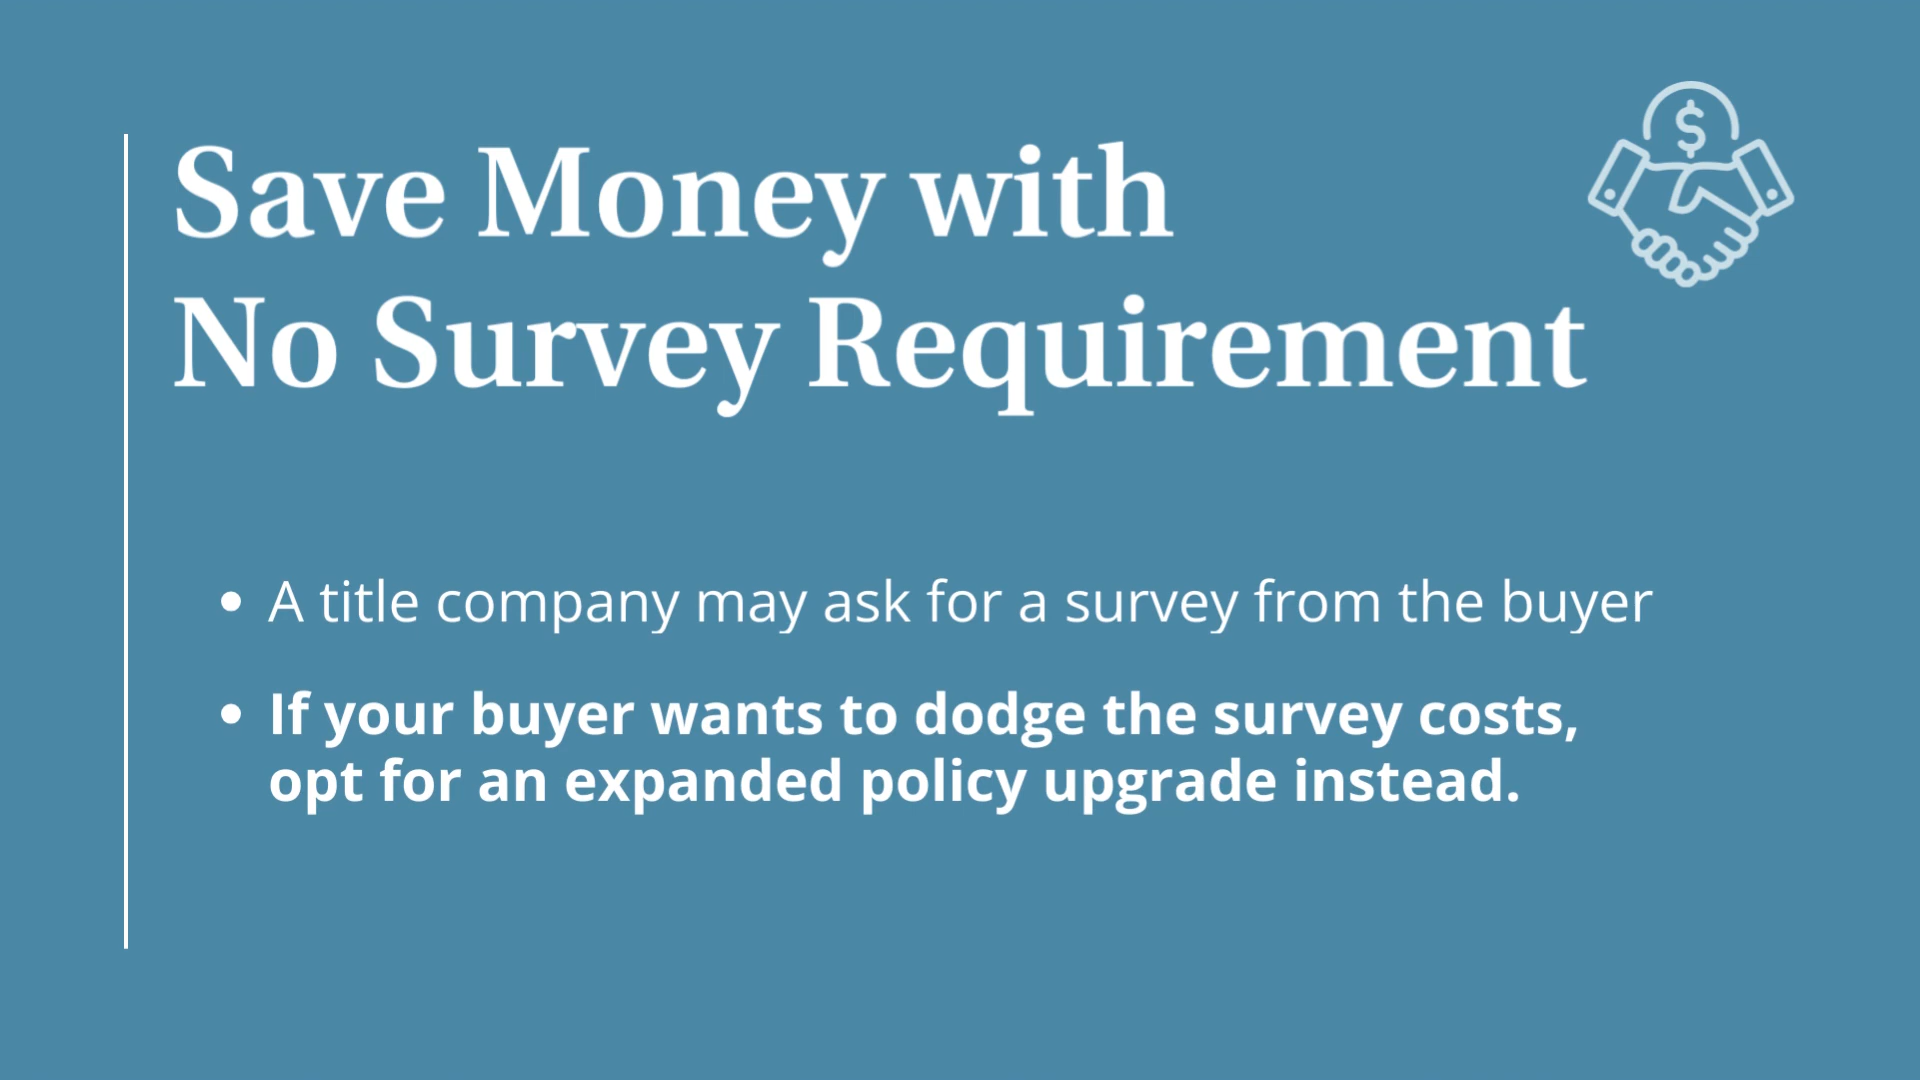 $
Save Money with
No Survey Requirement
• A title company may ask for a survey from the buyer
• If your buyer wants to dodge the survey costs,
opt for an expanded policy upgrade instead.